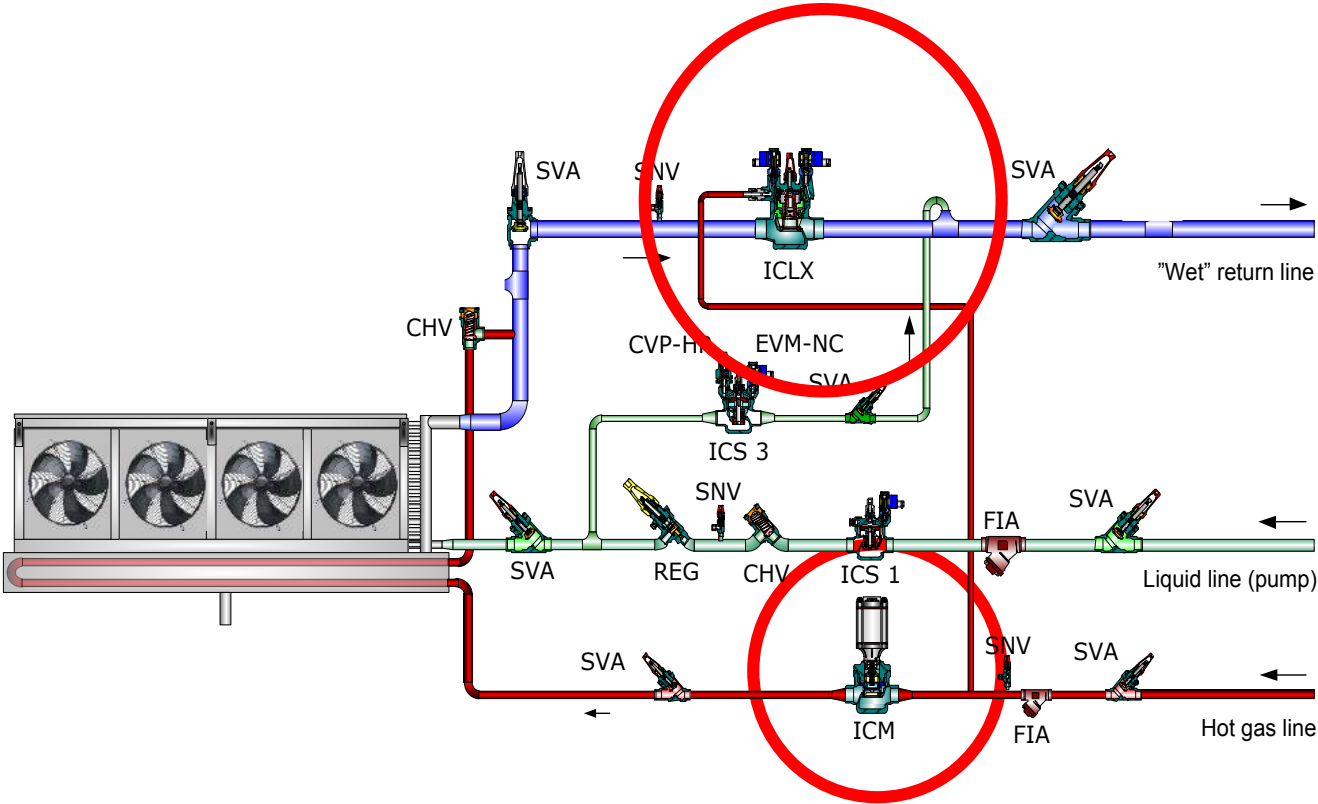 SVA
SNV
SVA
ICLX
"Wet" return line
CHV
EVM-NC
SVA
ICS 3
SNV
SVA
FIA
SVA
REG
CHV
ICS 1
Liquid line (pump)
SVA
SNV
SVA
ICM
FIA
Hot gas line